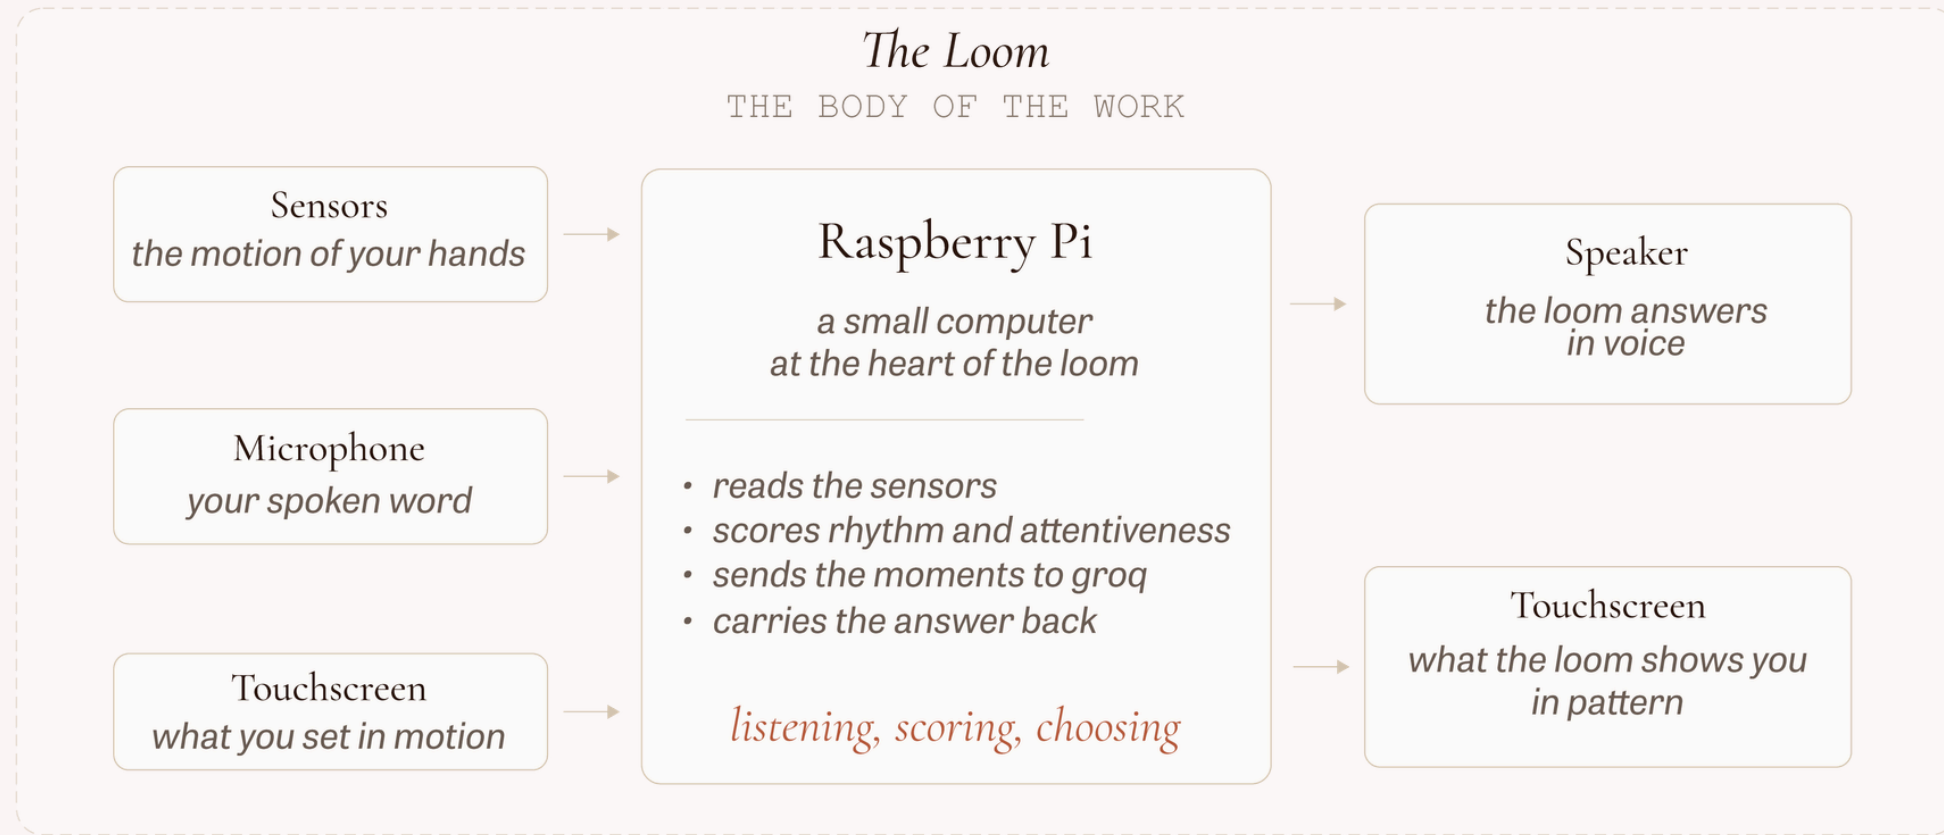 The Loom
THE BODY OF THE WORK
Sensors
the motion of your hands
Microphone
your spoken word
Touchscreen
what you set in motion
Raspberry Pi
a small computer
at the heart of the loom
• reads the sensors
• scores rhythm and attentiveness
• sends the moments to groq
• carries the answer back
listening, scoring, choosing
Speaker
the loom answers
in voice
Touchscreen
what the loom shows you
in pattern